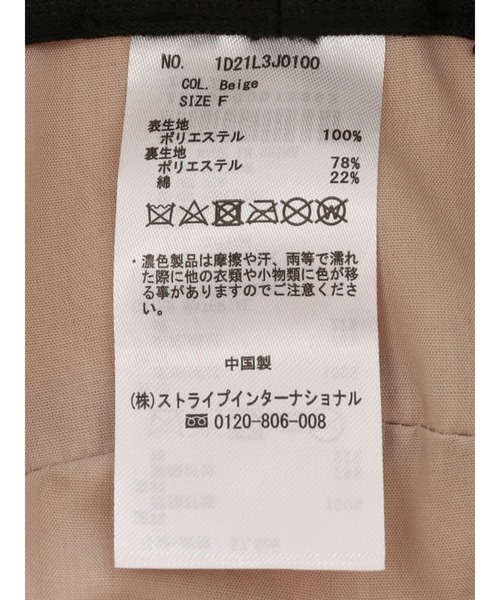 NO. 1D21L3J0100
COL. Beige
SIZE F
表生地
ポリエステル 100%
裏生地
ポリエステル 78%
綿 22%
・濃色製品は摩擦や汗、雨等で濡れ
た際に他の衣類や小物類に色が移
る事がありますのでご注意くださ
い。
中国製
(株)ストライプインターナショナル
0120-806-008